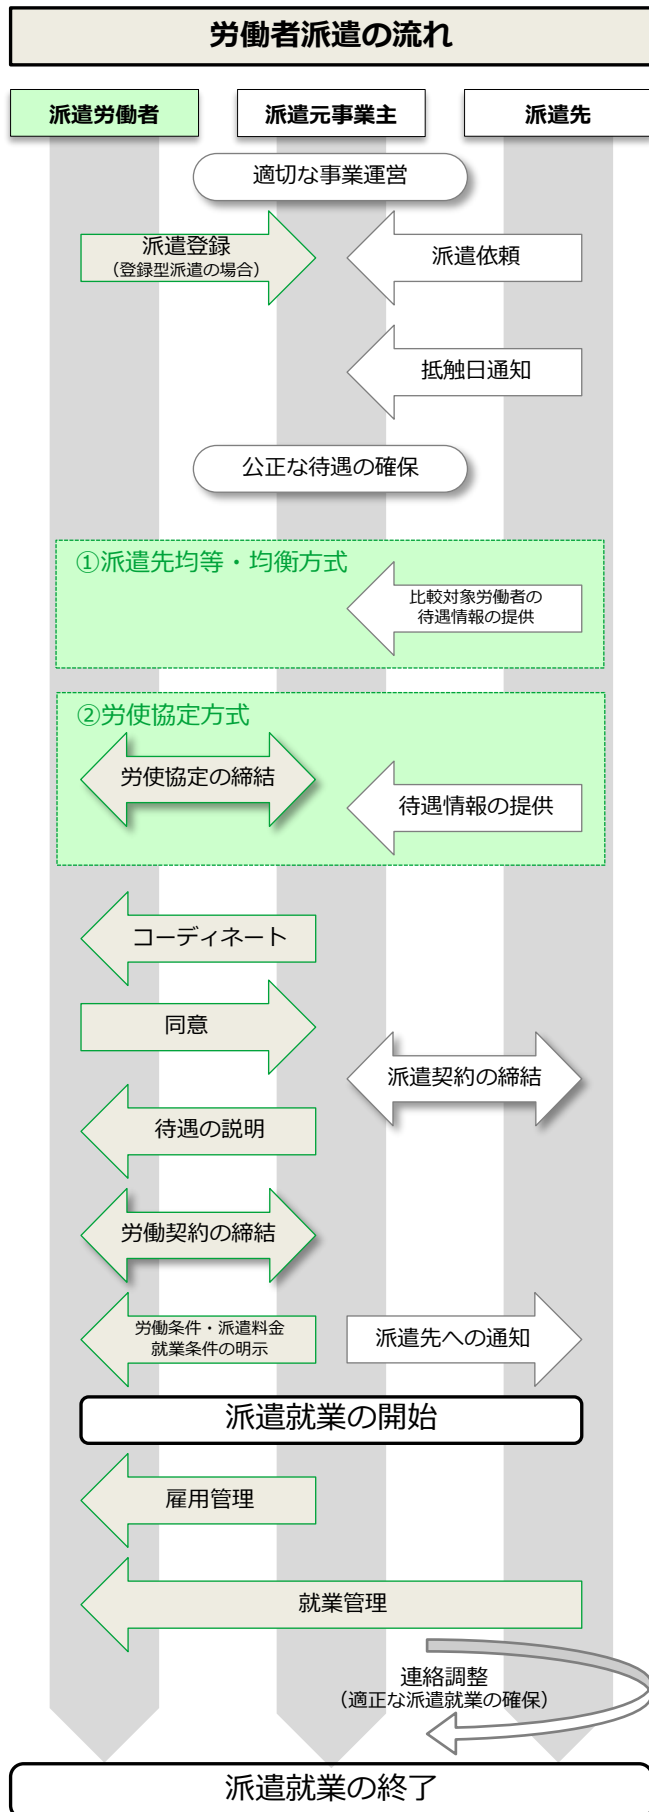 労働者派遣の流れ
派遣労働者
派遣元事業主
派遣先
適切な事業運営
派遣登録
（登録型派遣の場合）
派遣依頼
抵触日通知
公正な待遇の確保
①派遣先均等・均衡方式
比較対象労働者の
待遇情報の提供
②労使協定方式
労使協定の締結
待遇情報の提供
コーディネート
同意
派遣契約の締結
待遇の説明
労働契約の締結
労働条件・派遣料金
就業条件の明示
派遣先への通知
派遣就業の開始
雇用管理
就業管理
連絡調整
（適正な派遣就業の確保）
派遣就業の終了